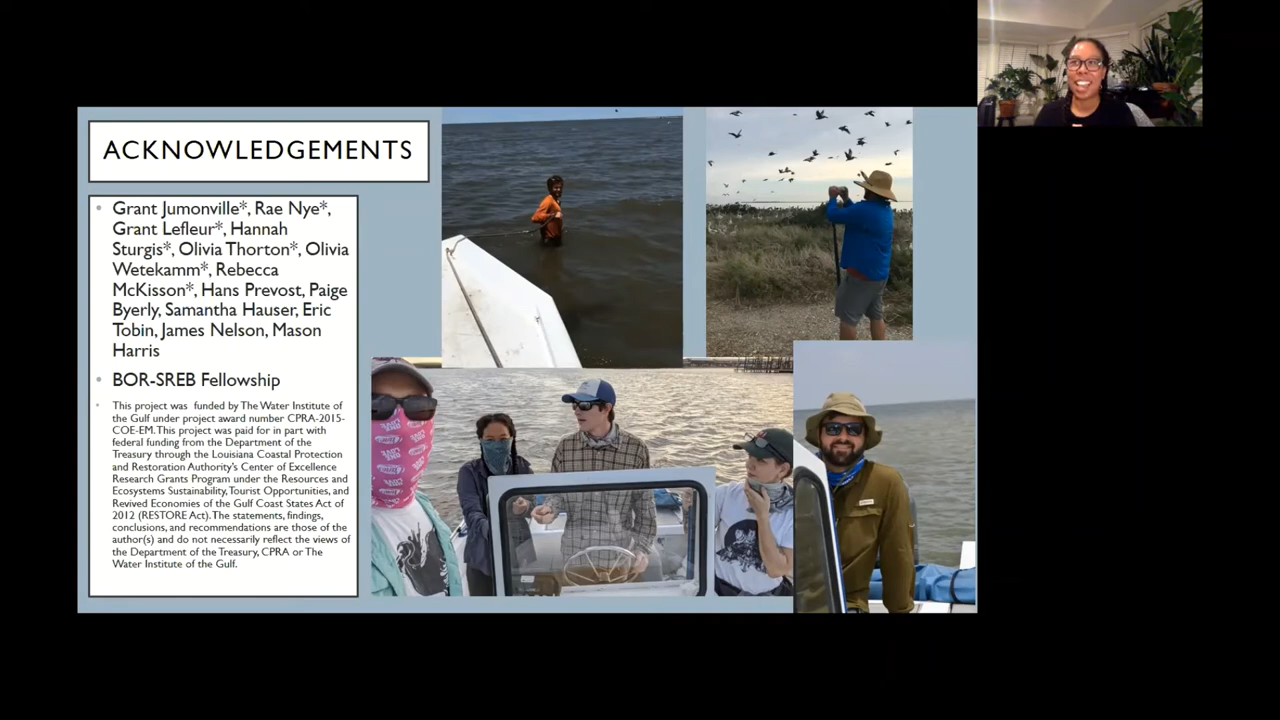 ACKNOWLEDGEMENTS
Grant Jumonville*, Rae Nye*,
Grant Lefleur*, Hannah
Sturgis*, Olivia Thorton*, Olivia
Wetekamm*, Rebecca
McKisson*, Hans Prevost, Paige
Byerly, Samantha Hauser, Eric
Tobin, James Nelson, Mason
Harris
BOR-SREB Fellowship
This project was funded by The Water Institute of
the Gulf under project award number CPRA-2015-
COE-EM. This project was paid for in part with
federal funding from the Department of the
Treasury through the Louisiana Coastal Protection
and Restoration Authority's Center of Excellence
Research Grants Program under the Resources and
Ecosystems Sustainability, Tourist Opportunities, and
Revived Economies of the Gulf Coast States Act of
2012 (RESTORE Act). The statements, findings,
conclusions, and recommendations are those of the
author(s) and do not necessarily reflect the views of
the Department of the Treasury, CPRA or The
Water Institute of the Gulf.